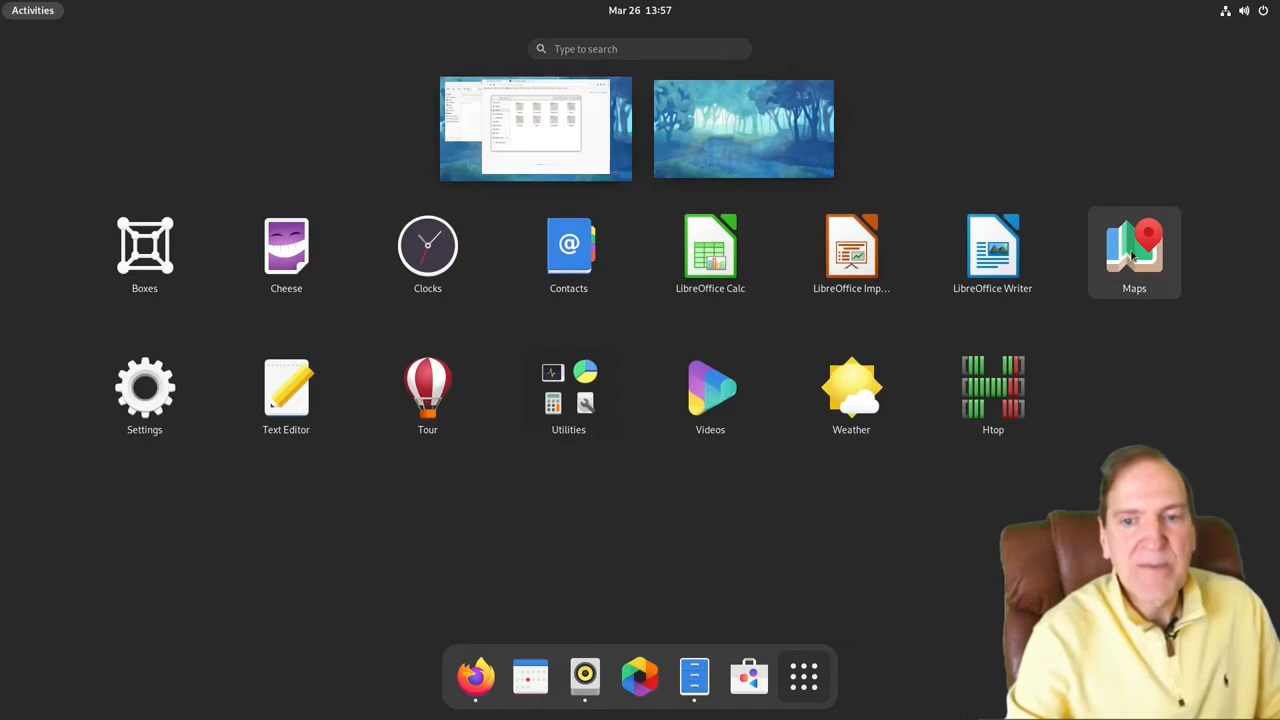 Activities
Mar 26 13:57
Type to search
Boxes
Cheese
Clocks
Contacts
LibreOffice Calc
LibreOffice Imp...
LibreOffice Writer
Maps
Settings
Text Editor
Tour
Utilities
Videos
Weather
Htop